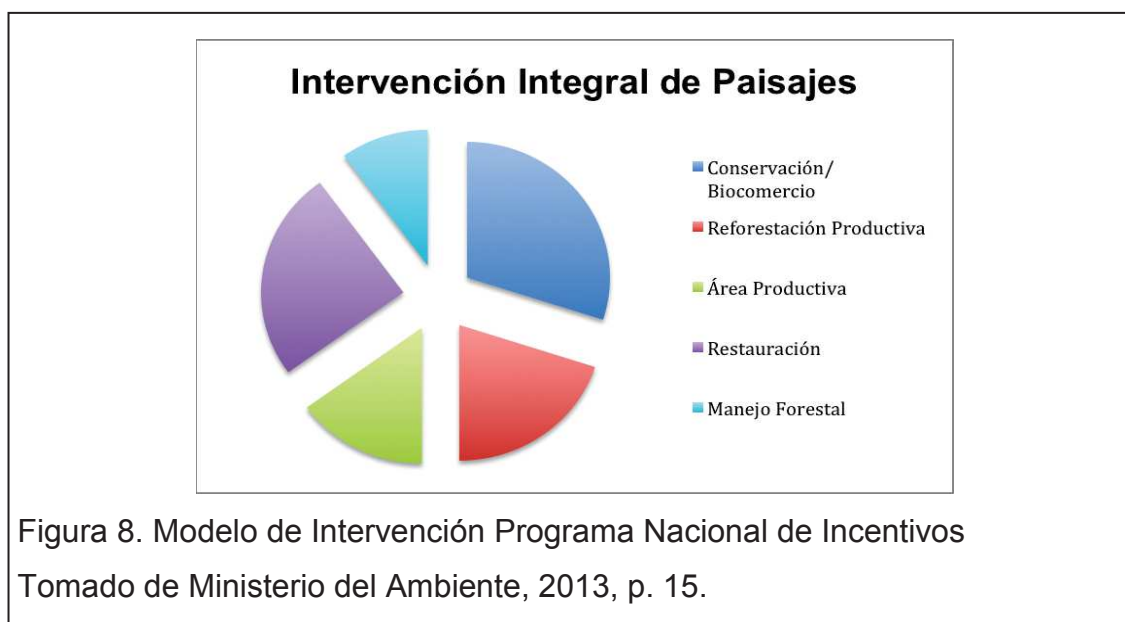 Intervención Integral de Paisajes
Conservación/
Biocomercio
Reforestación Productiva
Área Productiva
Restauración
Manejo Forestal
Figura 8. Modelo de Intervención Programa Nacional de Incentivos
Tomado de Ministerio del Ambiente, 2013, p. 15.